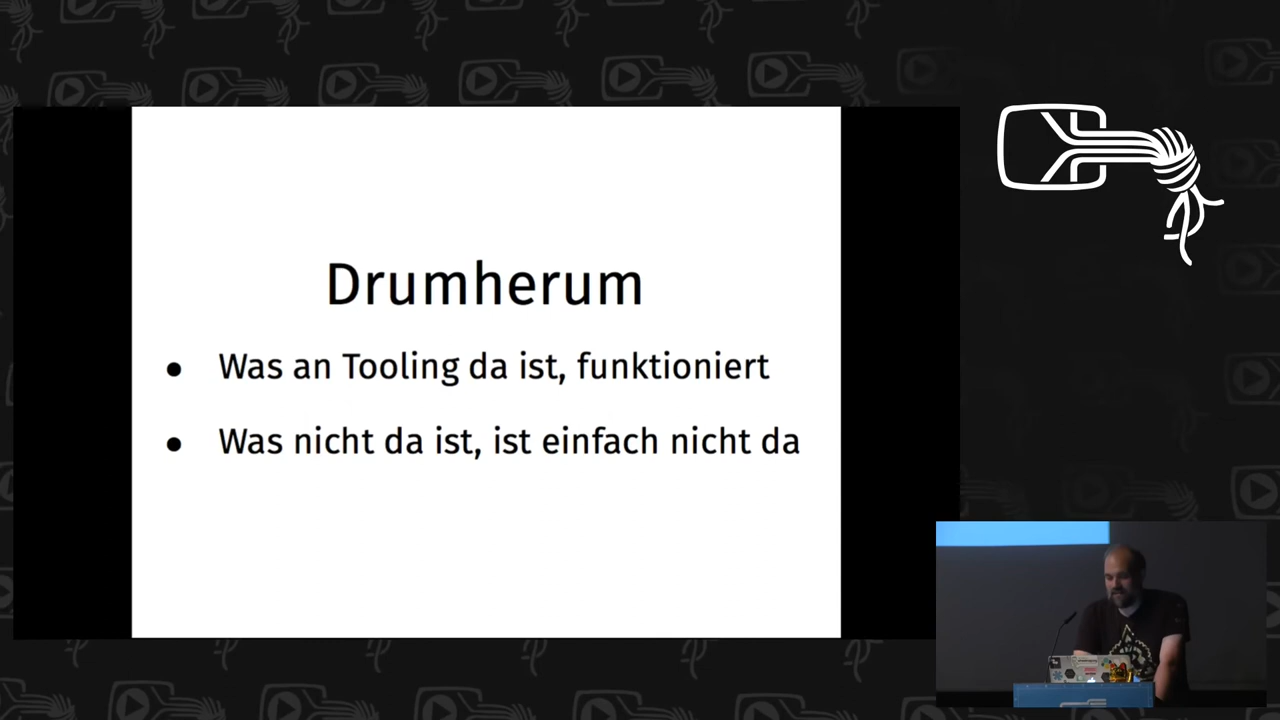 Drumherum
Was an Tooling da ist, funktioniert
Was nicht da ist, ist einfach nicht da